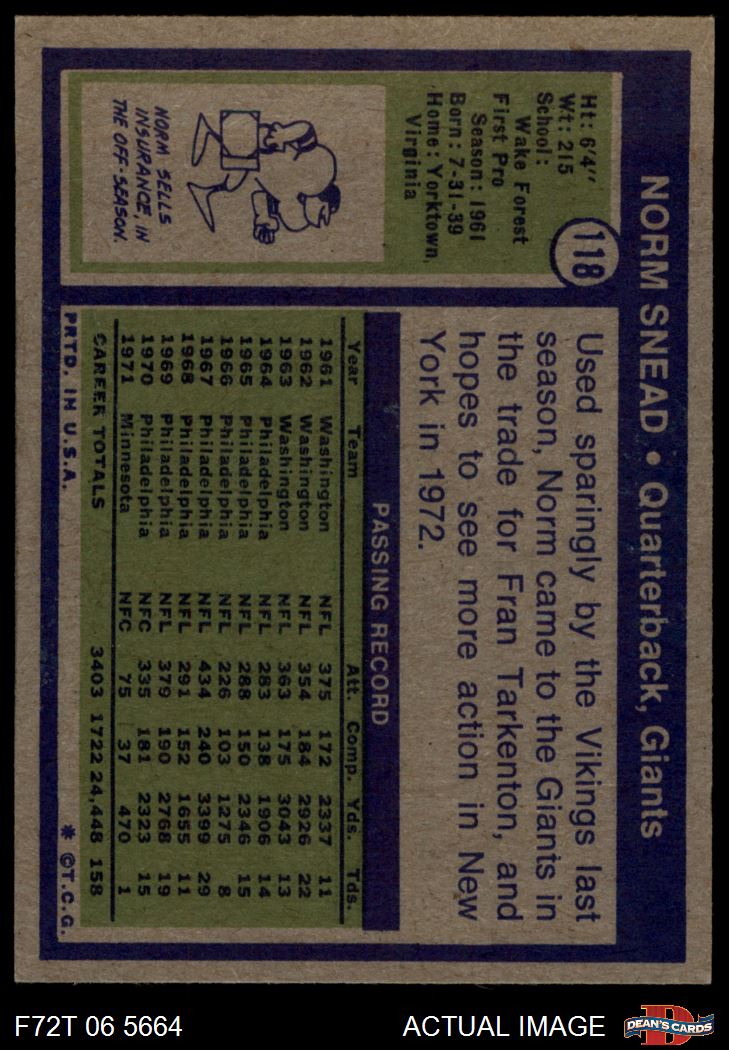 NORM SNEAD • Quarterback, Giants
118
Ht: 6'4"
Wt: 215
School:
Wake Forest
First Pro
Season: 1961
Born: 7-31-39
Home: Yorktown,
Virginia
NORM SELLS
INSURANCE, IN
THE OFF-SEASON.
Used sparingly by the Vikings last
season, Norm came to the Giants in
the trade for Fran Tarkenton, and
hopes to see more action in New
York in 1972.
PASSING RECORD
Year Team Att. Comp. Yds. Tds.
1961 Washington NFL 375 172 2337 11
1962 Washington NFL 354 184 2926 22
1963 Washington NFL 363 175 3043 13
1964 Philadelphia NFL 283 138 1906 14
1965 Philadelphia NFL 288 150 2346 15
1966 Philadelphia NFL 226 103 1275 8
1967 Philadelphia NFL 434 240 3399 29
1968 Philadelphia NFL 291 152 1655 11
1969 Philadelphia NFL 379 190 2768 19
1970 Philadelphia NFC 335 181 2323 15
1971 Minnesota NFC 75 37 470 1
CAREER TOTALS 3403 1722 24,448 158
PRTD. IN U.S.A. * ©T.C.G.
F72T 06 5664 ACTUAL IMAGE DEAN'S CARDS